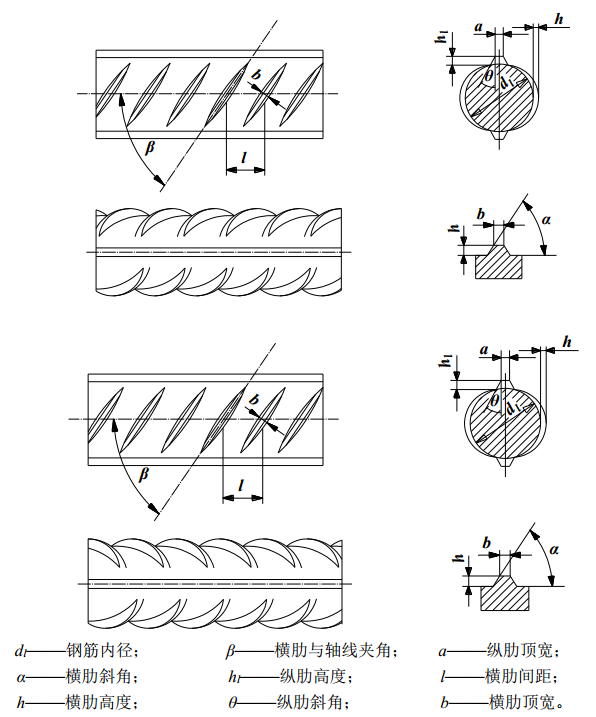 a
h
h1
θ
d1
b
β
l
b
α
h
a
h
h1
θ
d1
b
β
l
b
α
h
d1——钢筋内径； β——横肋与轴线夹角； a——纵肋顶宽；
α——横肋斜角； h1——纵肋高度； l——横肋间距；
h——横肋高度； θ——纵肋斜角； b——横肋顶宽。